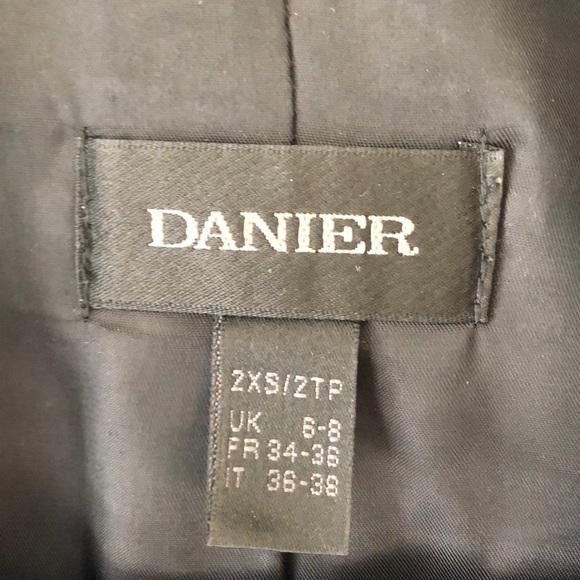 DANIER
2XS/2TP
UK 6-8
FR 34-36
IT 36-38